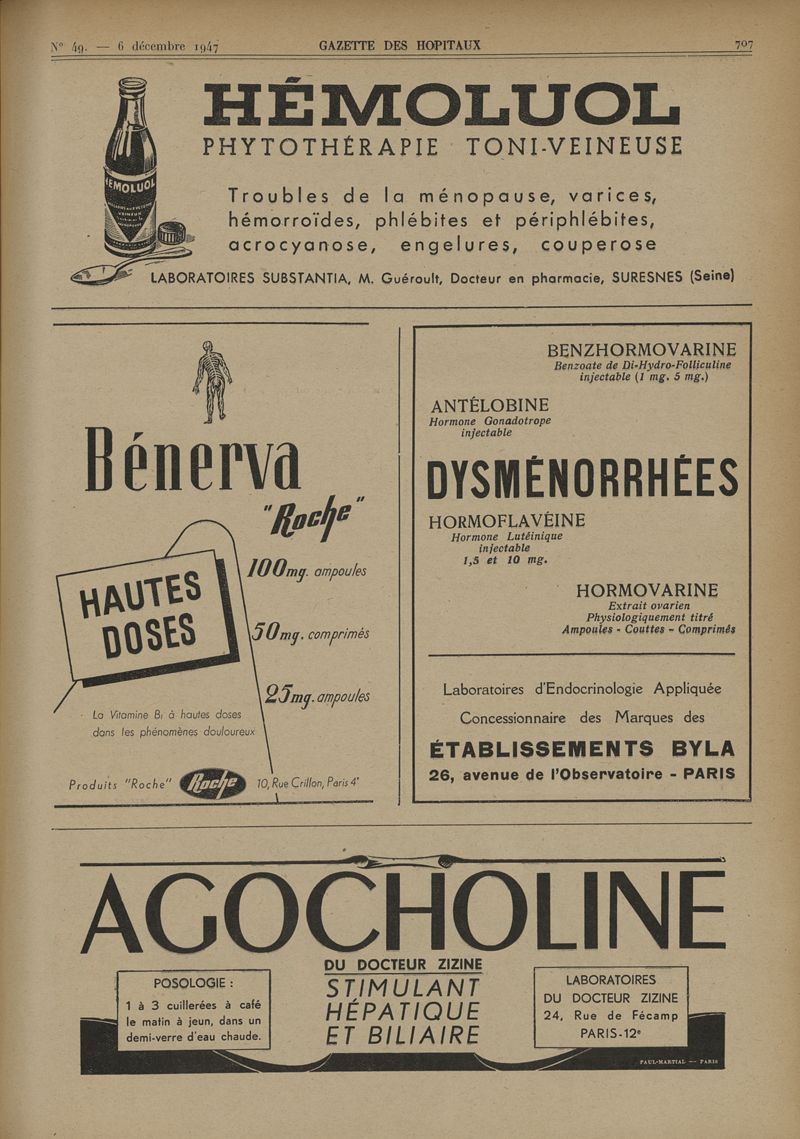 N° 49. — 6 décembre 1947 GAZETTE DES HOPITAUX 707
HÉMOLUOL
PHYTOTHÉRAPIE TONI-VEINEUSE
HEMOLUOL
Troubles de la ménopause, varices,
hémorroïdes, phlébites et périphlébites,
acrocyanose, engelures, couperose
LABORATOIRES SUBSTANTIA, M. Guéroult, Docteur en pharmacie, SURESNES (Seine)
Bénerva
"Roche"
HAUTES
DOSES
100mg. ampoules
50mg. comprimés
25mg. ampoules
La Vitamine B1 à hautes doses
dans les phénomènes douloureux
Produits "Roche" Roche 10, Rue Crillon, Paris 4e
BENZHORMOVARINE
Benzoate de Di-Hydro-Folliculine
injectable (1 mg. 5 mg.)
ANTÉLOBINE
Hormone Gonadotrope
injectable
DYSMÉNORRHÉES
HORMOFLAVÉINE
Hormone Lutéinique
injectable
1,5 et 10 mg.
HORMOVARINE
Extrait ovarien
Physiologiquement titré
Ampoules - Couttes - Comprimés
Laboratoires d'Endocrinologie Appliquée
Concessionnaire des Marques des
ÉTABLISSEMENTS BYLA
26, avenue de l'Observatoire - PARIS
AGOCHOLINE
DU DOCTEUR ZIZINE
STIMULANT
HÉPATIQUE
ET BILIAIRE
POSOLOGIE :
1 à 3 cuillerées à café
le matin à jeun, dans un
demi-verre d'eau chaude.
LABORATOIRES
DU DOCTEUR ZIZINE
24, Rue de Fécamp
PARIS-12e
PAUL-MARTIAL — PARIS